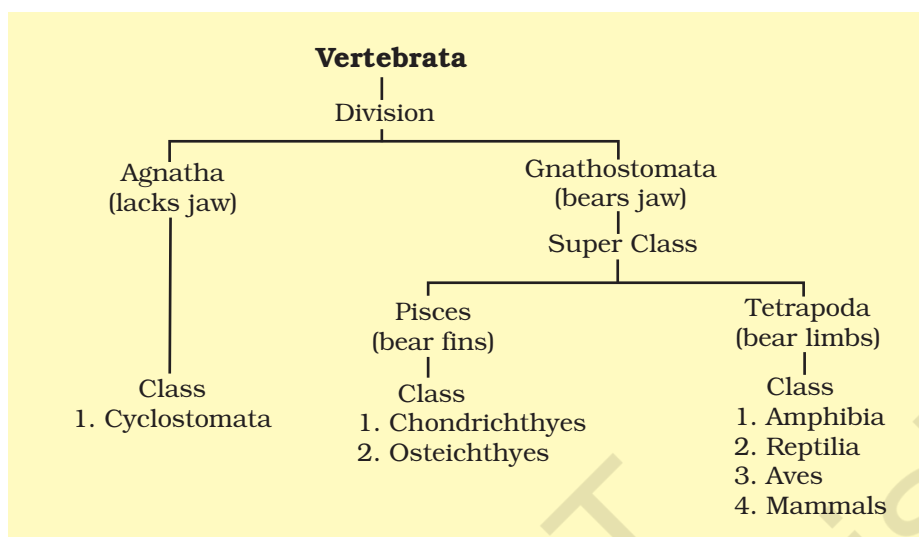 Vertebrata
Division
Agnatha
(lacks jaw)
Gnathostomata
(bears jaw)
Super Class
Pisces
(bear fins)
Tetrapoda
(bear limbs)
Class
1. Cyclostomata
Class
1. Chondrichthyes
2. Osteichthyes
Class
1. Amphibia
2. Reptilia
3. Aves
4. Mammals